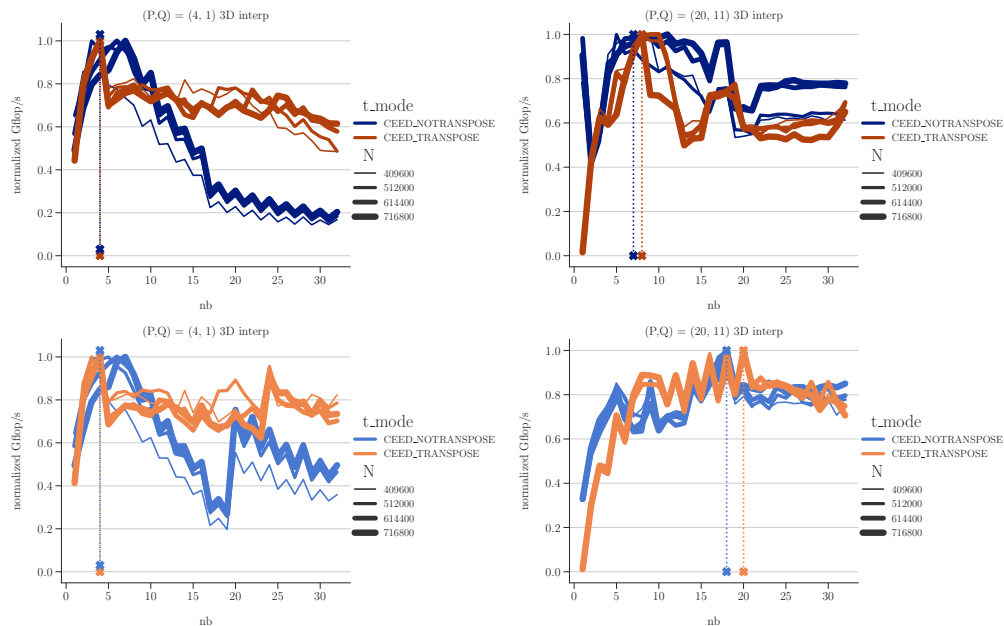 (P,Q) = (4, 1) 3D interp
normalized Gflop/s
1.0
0.8
0.6
0.4
0.2
0.0
0 5 10 15 20 25 30
nb
t_mode
CEED_NOTRANSPOSE
CEED_TRANSPOSE
N
409600
512000
614400
716800
(P,Q) = (20, 11) 3D interp
normalized Gflop/s
1.0
0.8
0.6
0.4
0.2
0.0
0 5 10 15 20 25 30
nb
t_mode
CEED_NOTRANSPOSE
CEED_TRANSPOSE
N
409600
512000
614400
716800
(P,Q) = (4, 1) 3D interp
normalized Gflop/s
1.0
0.8
0.6
0.4
0.2
0.0
0 5 10 15 20 25 30
nb
t_mode
CEED_NOTRANSPOSE
CEED_TRANSPOSE
N
409600
512000
614400
716800
(P,Q) = (20, 11) 3D interp
normalized Gflop/s
1.0
0.8
0.6
0.4
0.2
0.0
0 5 10 15 20 25 30
nb
t_mode
CEED_NOTRANSPOSE
CEED_TRANSPOSE
N
409600
512000
614400
716800